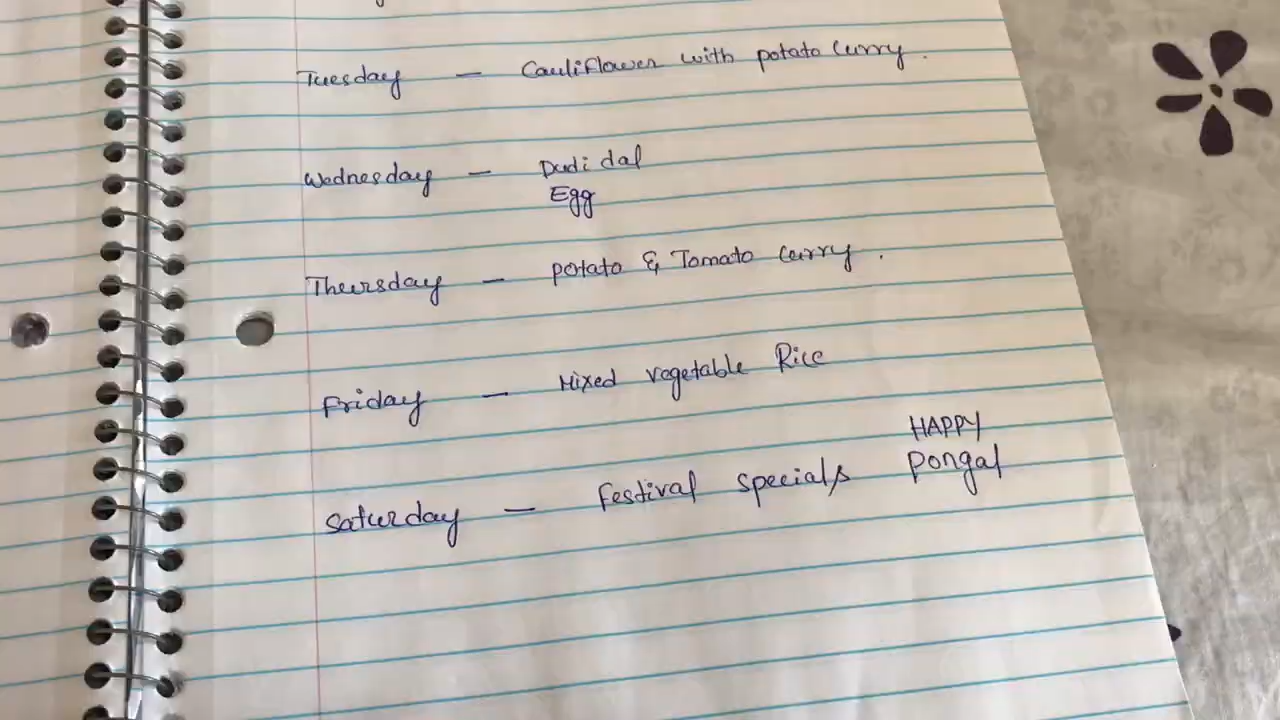 Tuesday — Cauliflower with potato Curry.
Wednesday — Dudi dal
Egg
Thursday — potato & Tomato Curry.
Friday — Mixed vegetable Rice
HAPPY
Saturday — Festival specials Pongal